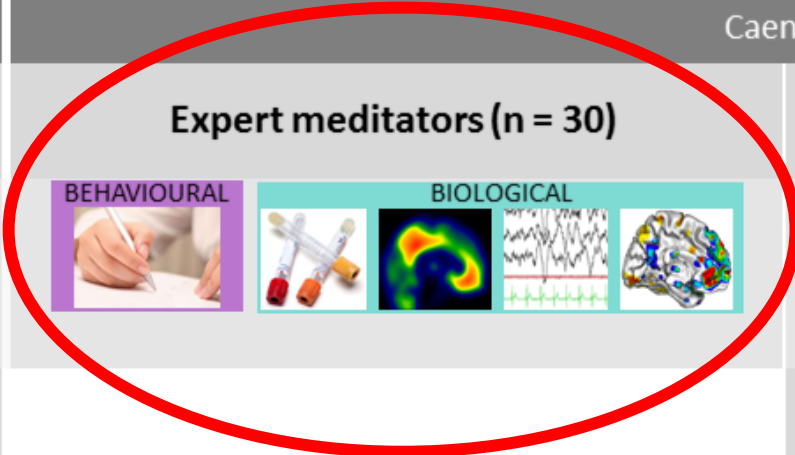 Caen
Expert meditators (n = 30)
BEHAVIOURAL
BIOLOGICAL